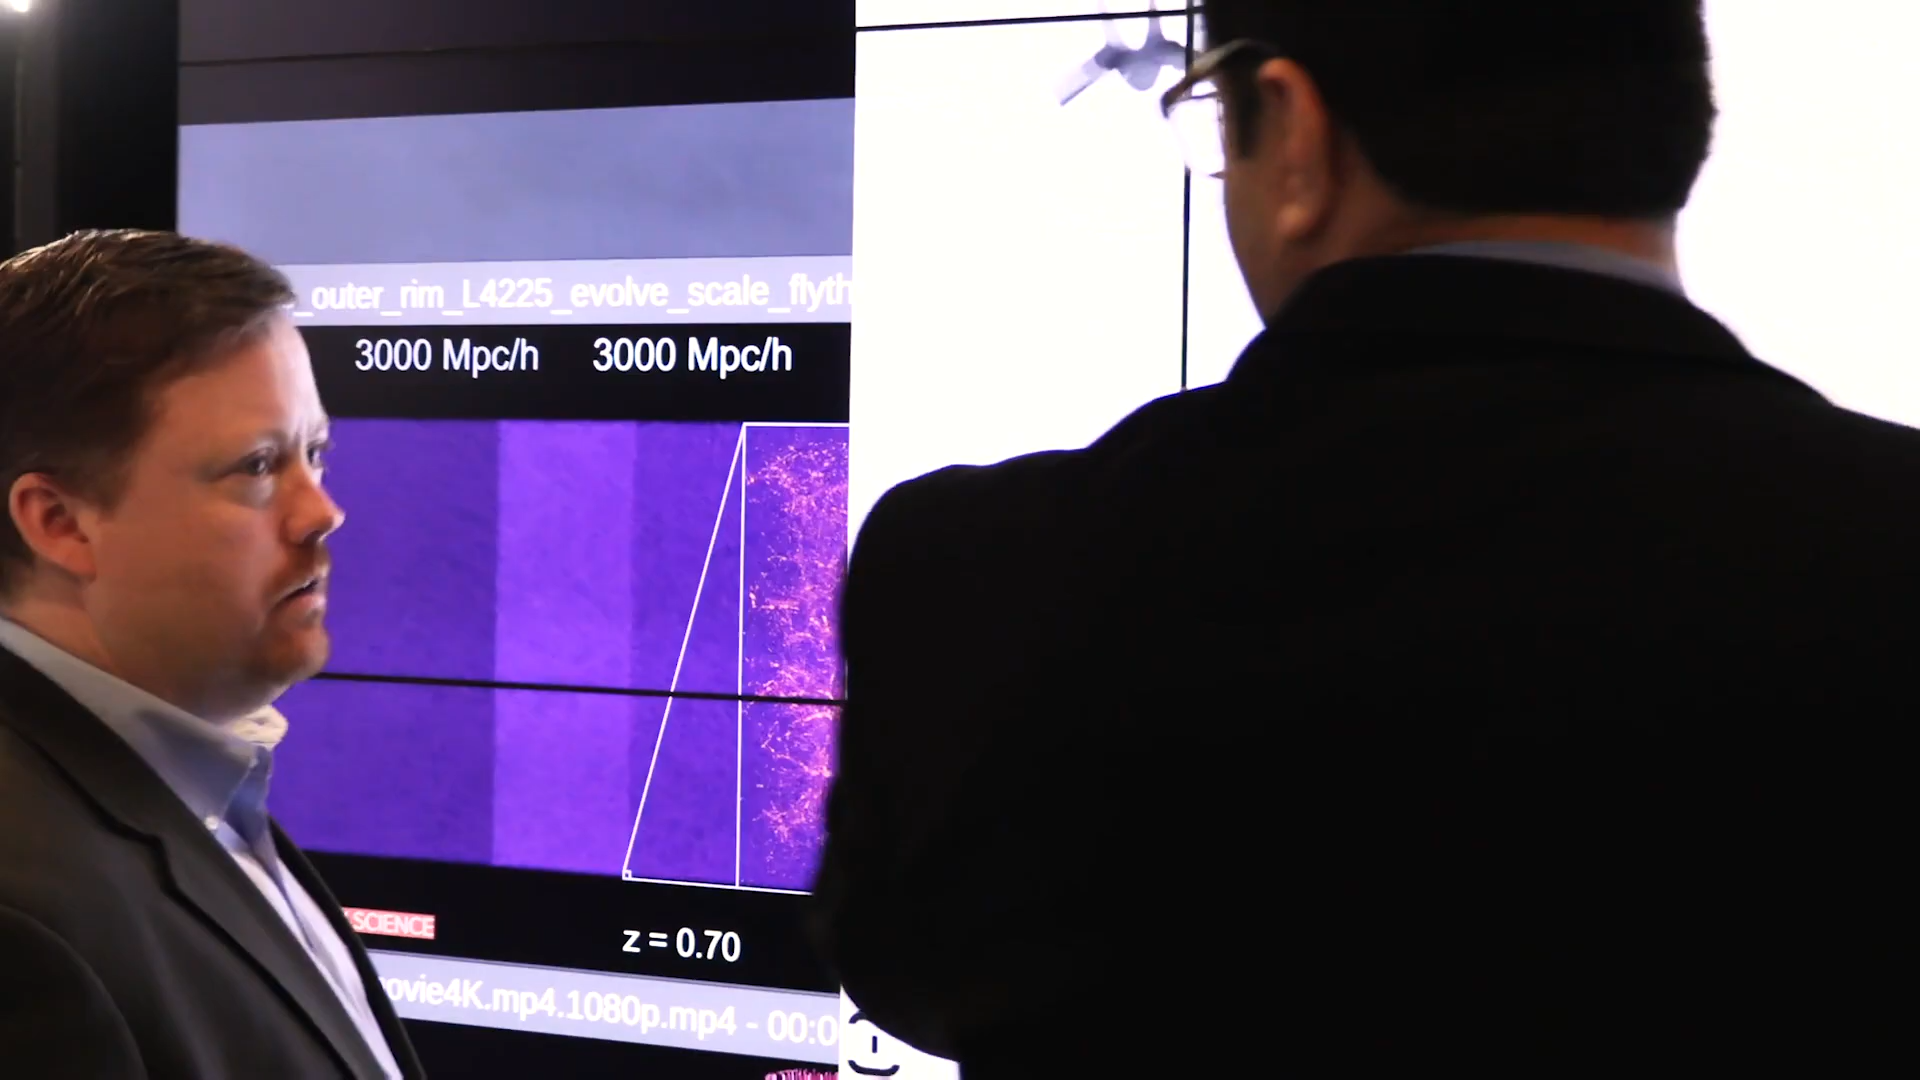 _outer_rim_L4225_evolve_scale_flyth
3000 Mpc/h 3000 Mpc/h
SCIENCE
z = 0.70
ovie4K.mp4.1080p.mp4 - 00:0